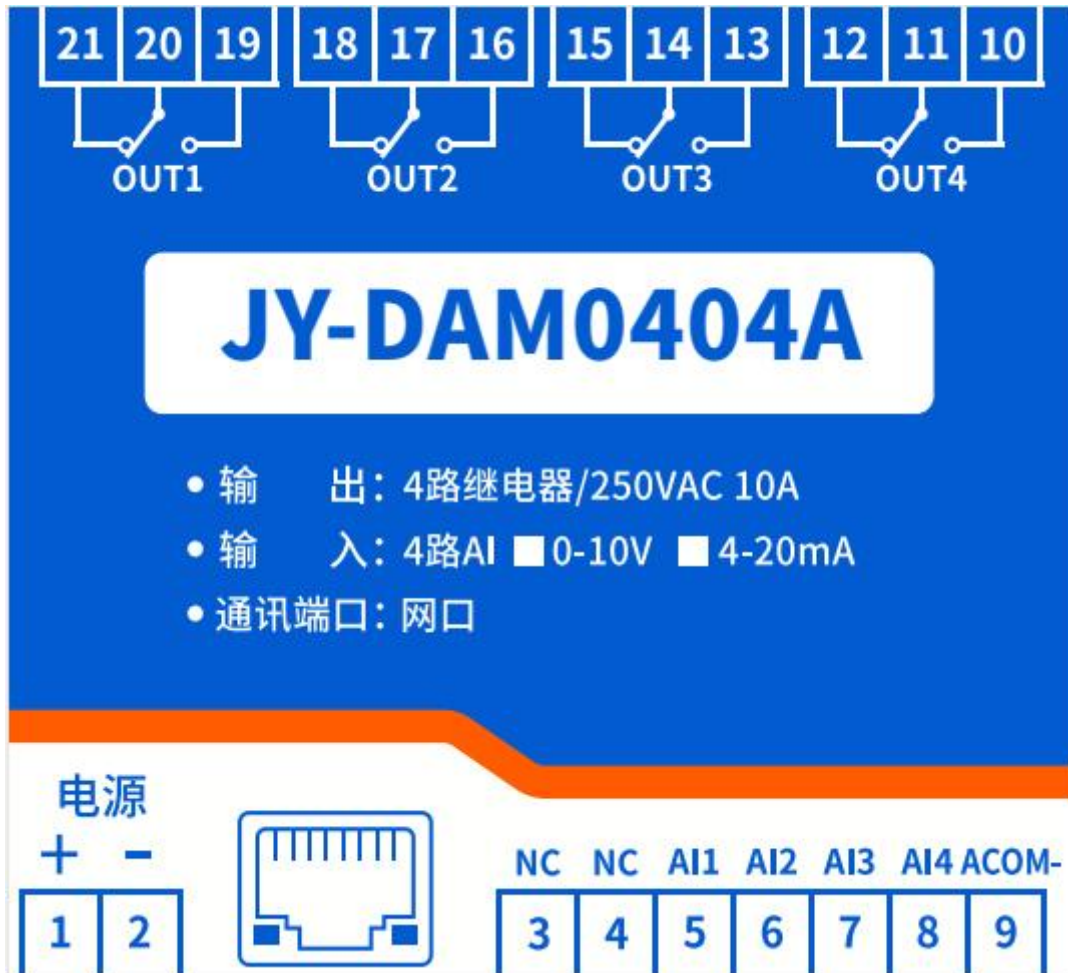 21 20 19 18 17 16 15 14 13 12 11 10
OUT1 OUT2 OUT3 OUT4
JY-DAM0404A
• 输 出：4路继电器/250VAC 10A
• 输 入：4路AI ■0-10V ■4-20mA
• 通讯端口：网口
电源
+ -
NC NC AI1 AI2 AI3 AI4 ACOM-
1 2 3 4 5 6 7 8 9